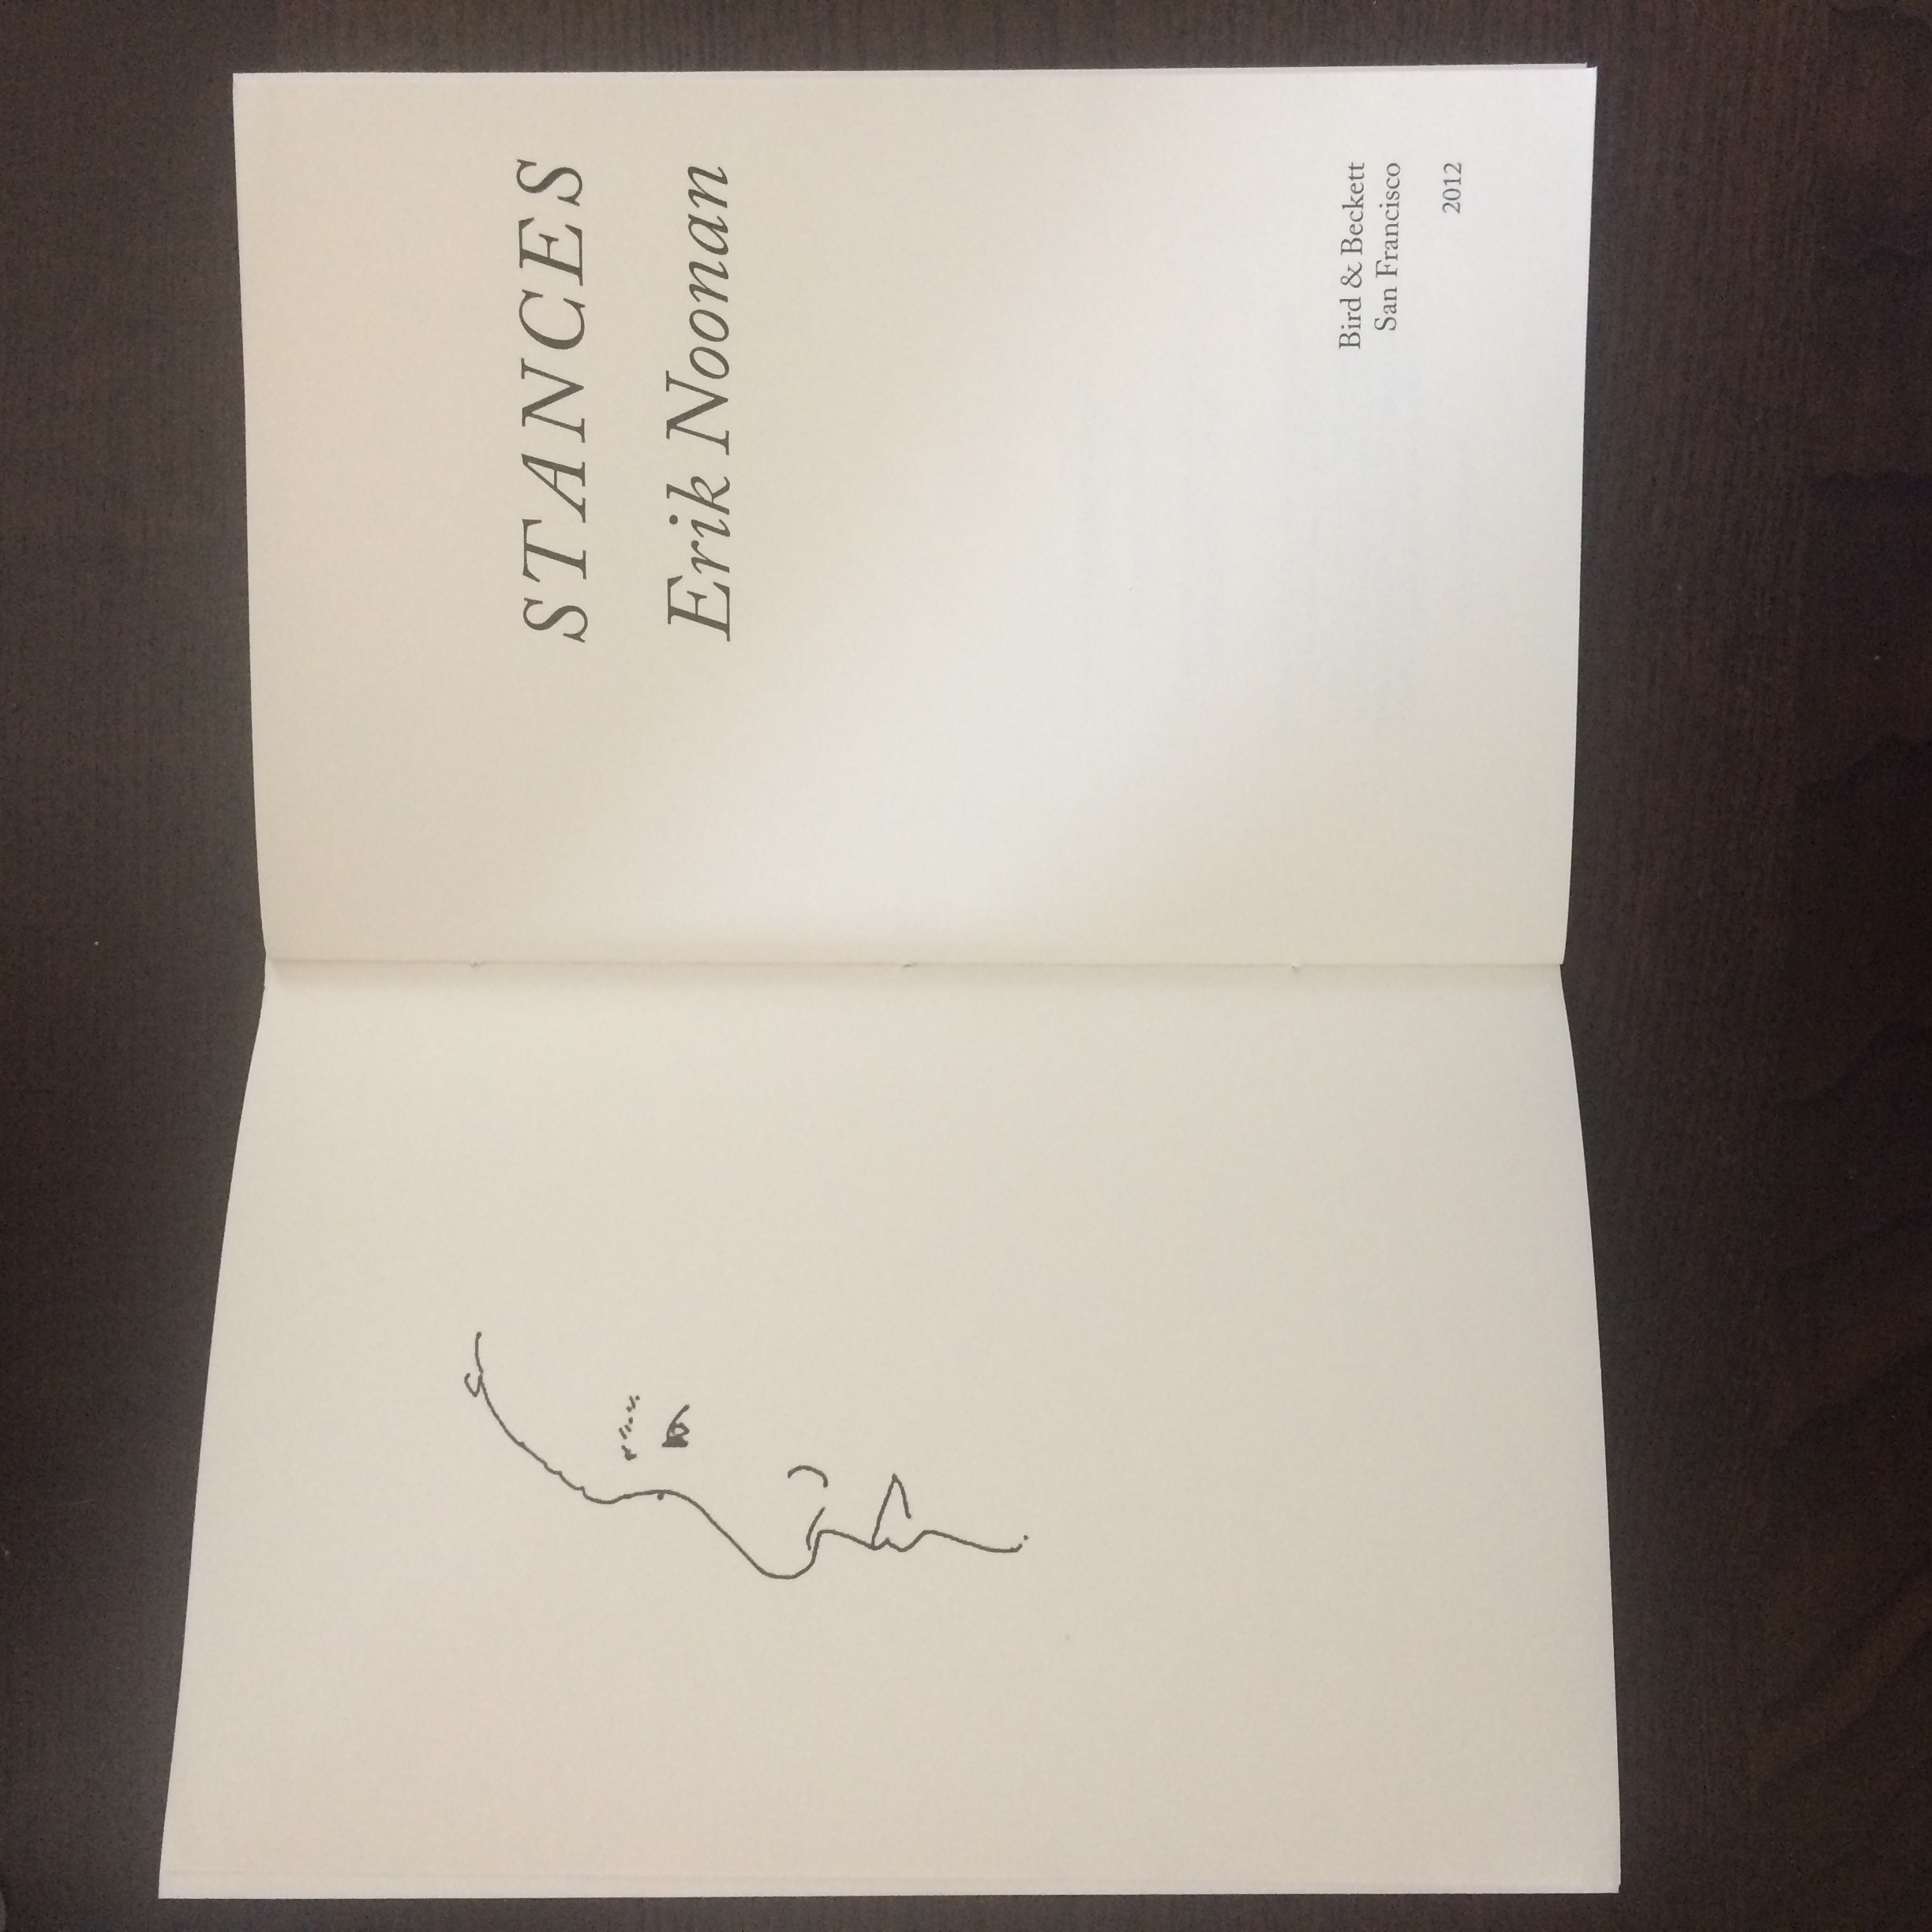 STANCES
Erik Noonan
Bird & Beckett
San Francisco
2012